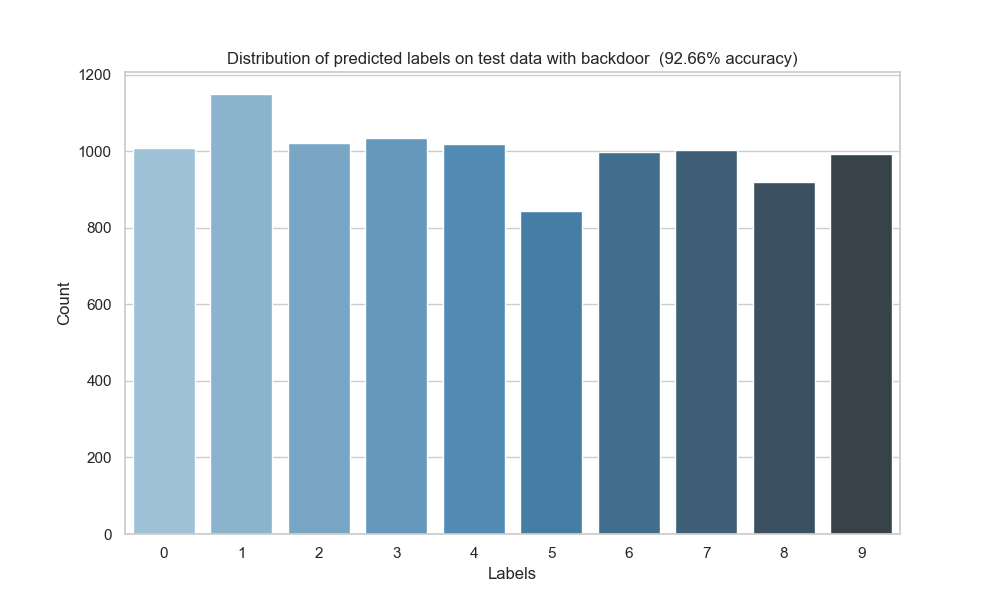 Distribution of predicted labels on test data with backdoor  (92.66% accuracy)
1200
1000
800
600
400
200
0
Count
0 1 2 3 4 5 6 7 8 9
Labels